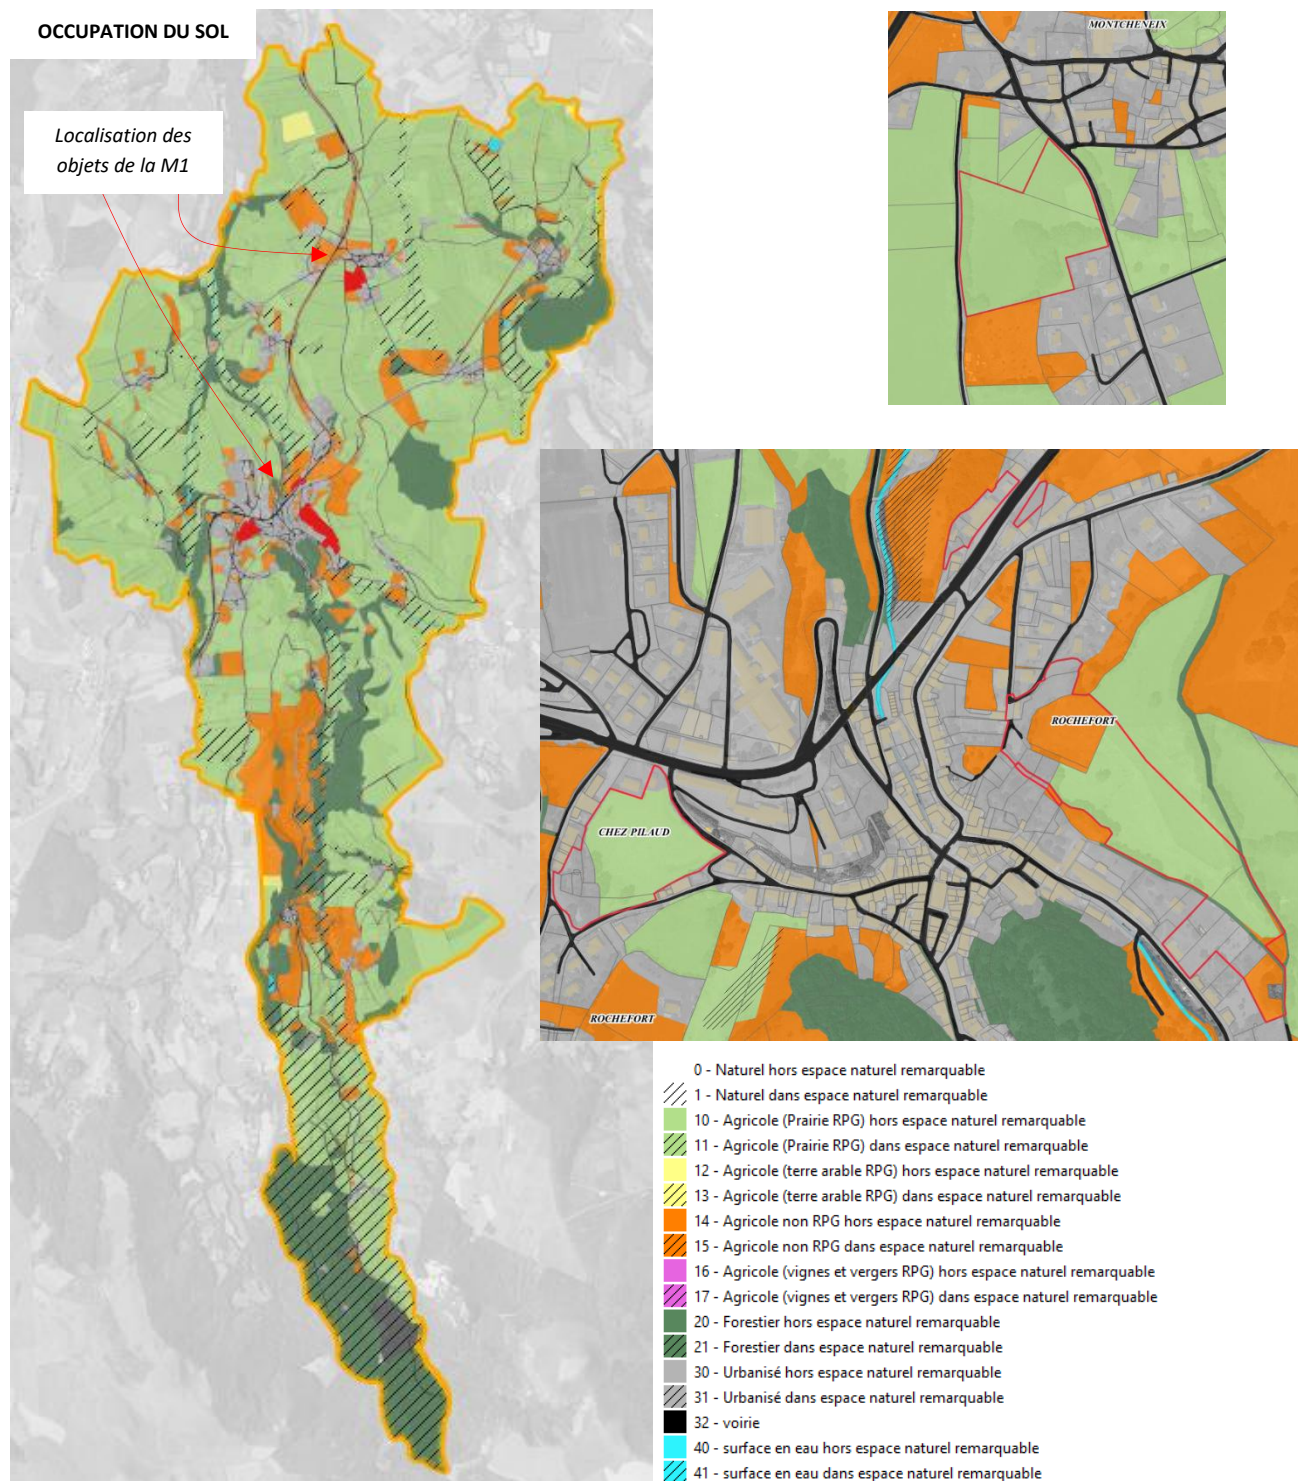 OCCUPATION DU SOL
Localisation des
objets de la M1
MONTCHENEIX
ROCHEFORT
CHEZ PILAUD
ROCHEFORT
0 - Naturel hors espace naturel remarquable
1 - Naturel dans espace naturel remarquable
10 - Agricole (Prairie RPG) hors espace naturel remarquable
11 - Agricole (Prairie RPG) dans espace naturel remarquable
12 - Agricole (terre arable RPG) hors espace naturel remarquable
13 - Agricole (terre arable RPG) dans espace naturel remarquable
14 - Agricole non RPG hors espace naturel remarquable
15 - Agricole non RPG dans espace naturel remarquable
16 - Agricole (vignes et vergers RPG) hors espace naturel remarquable
17 - Agricole (vignes et vergers RPG) dans espace naturel remarquable
20 - Forestier hors espace naturel remarquable
21 - Forestier dans espace naturel remarquable
30 - Urbanisé hors espace naturel remarquable
31 - Urbanisé dans espace naturel remarquable
32 - voirie
40 - surface en eau hors espace naturel remarquable
41 - surface en eau dans espace naturel remarquable